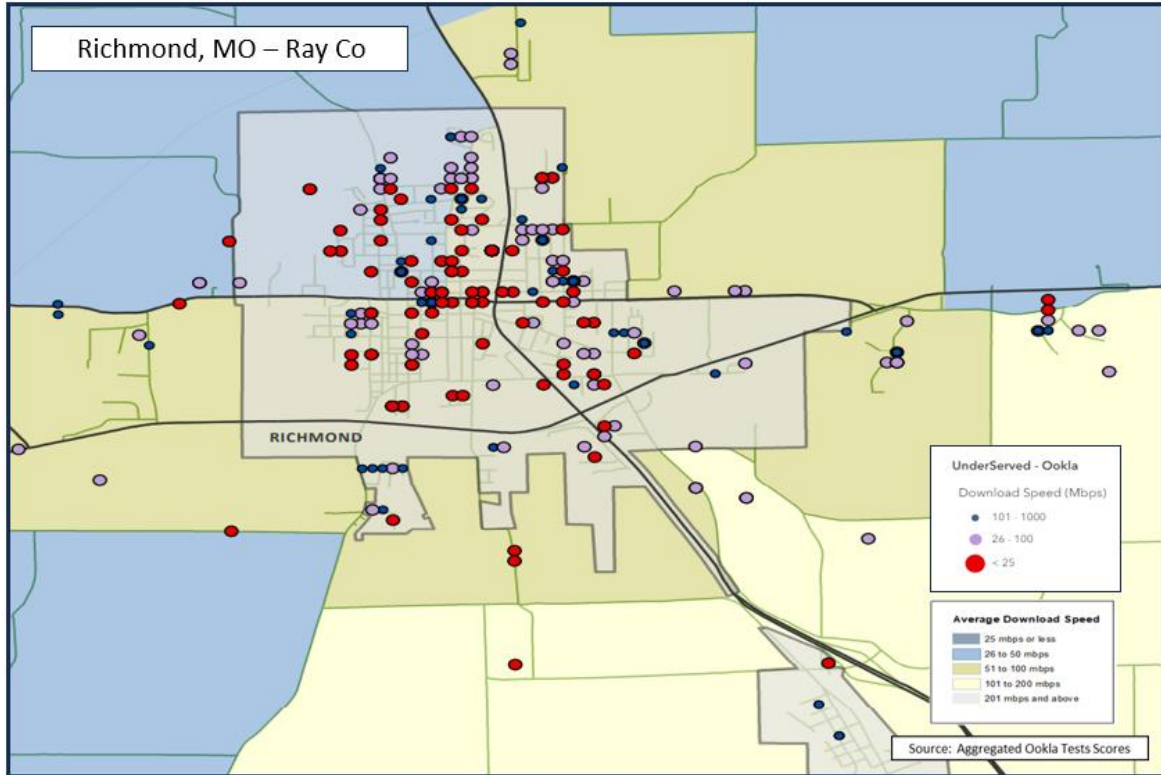 Richmond, MO – Ray Co
RICHMOND
UnderServed - Ookla
Download Speed (Mbps)
101 - 1000
26 - 100
< 25
Average Download Speed
25 mbps or less
26 to 50 mbps
51 to 100 mbps
101 to 200 mbps
201 mbps and above
Source: Aggregated Ookla Tests Scores